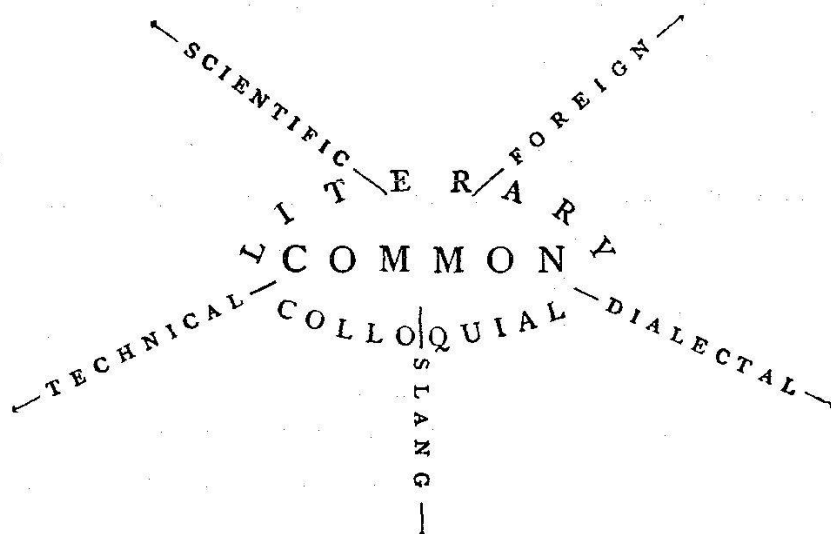 SCIENTIFIC
FOREIGN
LITERARY
COMMON
COLLOQUIAL
TECHNICAL
DIALECTAL
SLANG